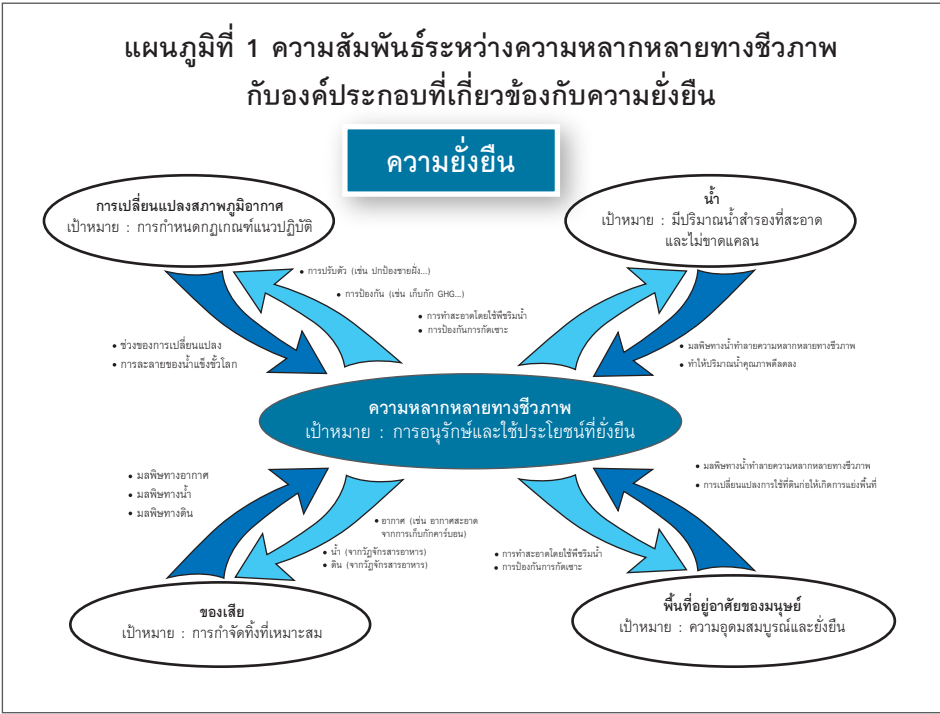 แผนภูมิที่ 1 ความสัมพันธ์ระหว่างความหลากหลายทางชีวภาพ
กับองค์ประกอบที่เกี่ยวข้องกับความยั่งยืน
ความยั่งยืน
การเปลี่ยนแปลงสภาพภูมิอากาศ
เป้าหมาย : การกำหนดกฏเกณฑ์แนวปฏิบัติ
น้ำ
เป้าหมาย : มีปริมาณน้ำสำรองที่สะอาด
และไม่ขาดแคลน
• การปรับตัว (เช่น ปกป้องชายฝั่ง...)
• การป้องกัน (เช่น เก็บกัก GHG...)
• การทำสะอาดโดยใช้พืชริมน้ำ
• การป้องกันการกัดเซาะ
• ช่วงของการเปลี่ยนแปลง
• การละลายของน้ำแข็งขั้วโลก
• มลพิษทางน้ำทำลายความหลากหลายทางชีวภาพ
• ทำให้ปริมาณน้ำคุณภาพดีลดลง
ความหลากหลายทางชีวภาพ
เป้าหมาย : การอนุรักษ์และใช้ประโยชน์ที่ยั่งยืน
• มลพิษทางอากาศ
• มลพิษทางน้ำ
• มลพิษทางดิน
• มลพิษทางน้ำทำลายความหลากหลายทางชีวภาพ
• การเปลี่ยนแปลงการใช้ที่ดินก่อให้เกิดการแย่งพื้นที่
• อากาศ (เช่น อากาศสะอาด
จากการเก็บกักคาร์บอน)
• น้ำ (จากวัฏจักรสารอาหาร)
• ดิน (จากวัฏจักรสารอาหาร)
• การทำสะอาดโดยใช้พืชริมน้ำ
• การป้องกันการกัดเซาะ
ของเสีย
เป้าหมาย : การกำจัดทิ้งที่เหมาะสม
พื้นที่อยู่อาศัยของมนุษย์
เป้าหมาย : ความอุดมสมบูรณ์และยั่งยืน